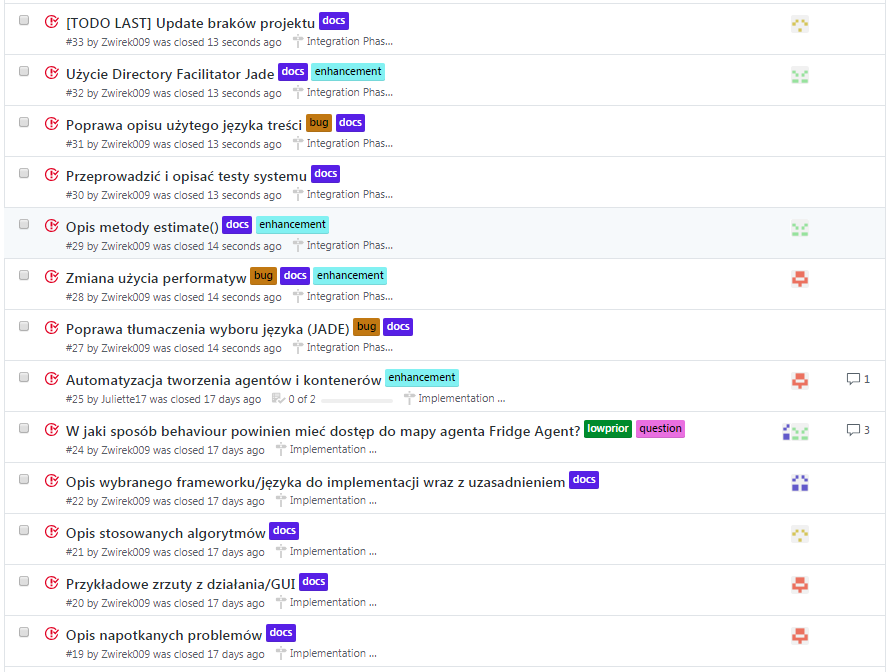 [TODO LAST] Update braków projektu docs
#33 by Zwirek009 was closed 13 seconds ago Integration Phas...
Użycie Directory Facilitator Jade docs enhancement
#32 by Zwirek009 was closed 13 seconds ago Integration Phas...
Poprawa opisu użytego języka treści bug docs
#31 by Zwirek009 was closed 13 seconds ago Integration Phas...
Przeprowadzić i opisać testy systemu docs
#30 by Zwirek009 was closed 13 seconds ago Integration Phas...
Opis metody estimate() docs enhancement
#29 by Zwirek009 was closed 14 seconds ago Integration Phas...
Zmiana użycia performatyw bug docs enhancement
#28 by Zwirek009 was closed 14 seconds ago Integration Phas...
Poprawa tłumaczenia wyboru języka (JADE) bug docs
#27 by Zwirek009 was closed 14 seconds ago Integration Phas...
Automatyzacja tworzenia agentów i kontenerów enhancement 1
#25 by Juliette17 was closed 17 days ago 0 of 2 Implementation ...
W jaki sposób behaviour powinien mieć dostęp do mapy agenta Fridge Agent? lowprior question 3
#24 by Zwirek009 was closed 17 days ago Implementation ...
Opis wybranego frameworku/języka do implementacji wraz z uzasadnieniem docs
#22 by Zwirek009 was closed 17 days ago Implementation ...
Opis stosowanych algorytmów docs
#21 by Zwirek009 was closed 17 days ago Implementation ...
Przykładowe zrzuty z działania/GUI docs
#20 by Zwirek009 was closed 17 days ago Implementation ...
Opis napotkanych problemów docs
#19 by Zwirek009 was closed 17 days ago Implementation ...